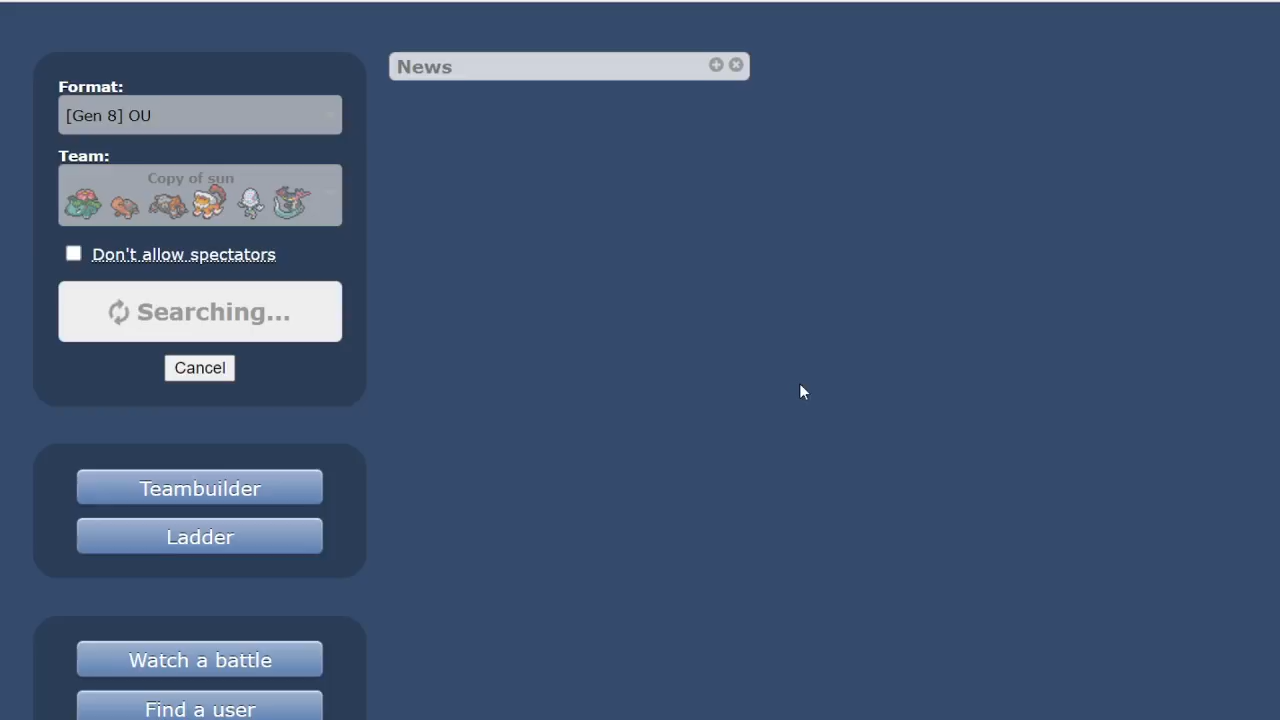 Format:
[Gen 8] OU
Team:
Copy of sun
Don't allow spectators
Searching...
Cancel
Teambuilder
Ladder
Watch a battle
Find a user
News